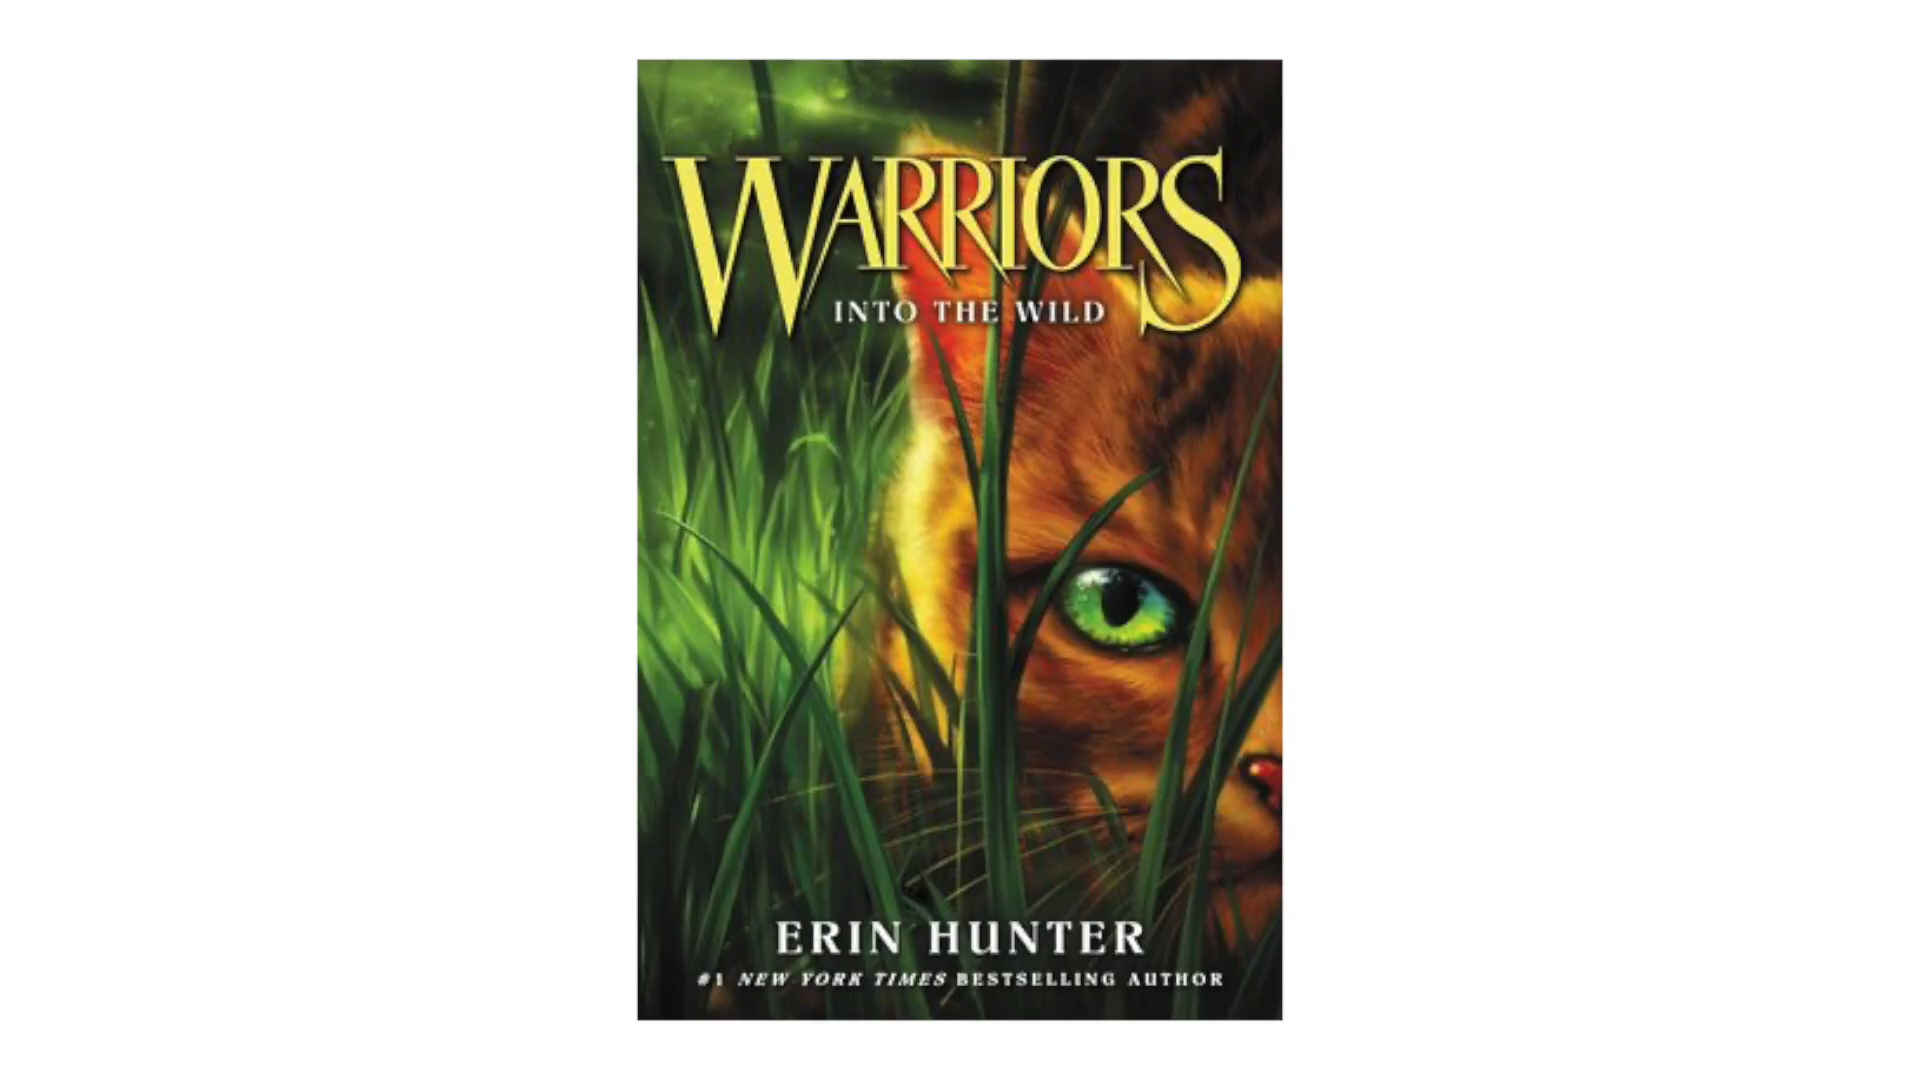 WARRIORS
INTO THE WILD
ERIN HUNTER
#1 NEW YORK TIMES BESTSELLING AUTHOR